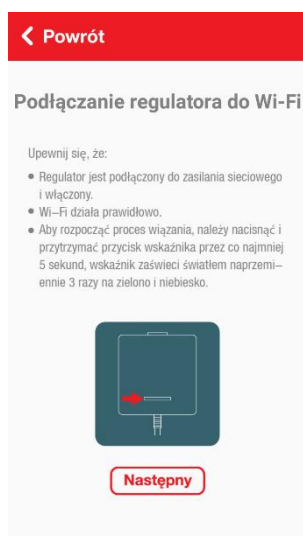 Powrót
Podłączanie regulatora do Wi-Fi
Upewnij się, że:
• Regulator jest podłączony do zasilania sieciowego
i włączony.
• Wi–Fi działa prawidłowo.
• Aby rozpocząć proces wiązania, należy nacisnąć i
przytrzymać przycisk wskaźnika przez co najmniej
5 sekund, wskaźnik zaświeci światłem naprzemi–
ennie 3 razy na zielono i niebiesko.
Następny